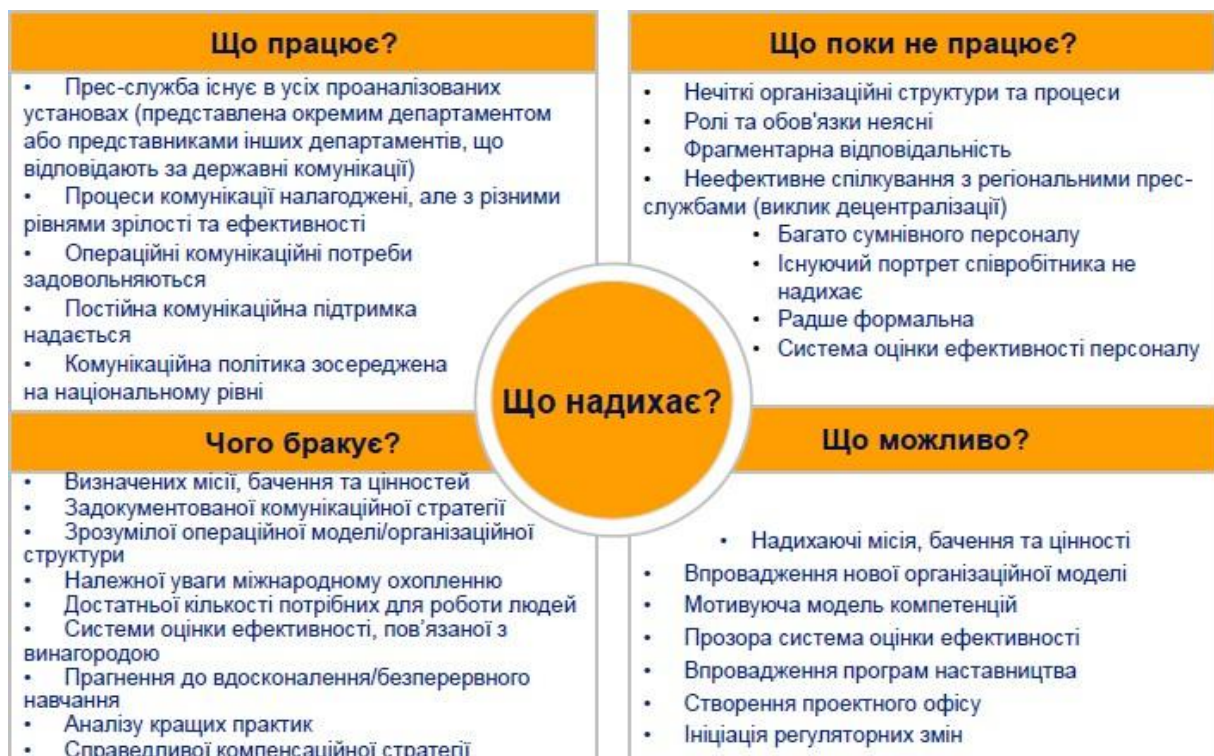 Що працює?
• Прес-служба існує в усіх проаналізованих
установах (представлена окремим департаментом
або представниками інших департаментів, що
відповідають за державні комунікації)
• Процеси комунікації налагоджені, але з різними
рівнями зрілості та ефективності
• Операційні комунікаційні потреби
задовольняються
• Постійна комунікаційна підтримка
надається
• Комунікаційна політика зосереджена
на національному рівні
Що поки не працює?
• Нечіткі організаційні структури та процеси
• Ролі та обов'язки неясні
• Фрагментарна відповідальність
• Неефективне спілкування з регіональними прес-
службами (виклик децентралізації)
• Багато сумнівного персоналу
• Існуючий портрет співробітника не
надихає
• Радше формальна
• Система оцінки ефективності персоналу
Що надихає?
Чого бракує?
• Визначених місії, бачення та цінностей
• Задокументованої комунікаційної стратегії
• Зрозумілої операційної моделі/організаційної
структури
• Належної уваги міжнародному охопленню
• Достатньої кількості потрібних для роботи людей
• Системи оцінки ефективності, пов’язаної з
винагородою
• Прагнення до вдосконалення/безперервного
навчання
• Аналізу кращих практик
• Справедливої компенсаційної стратегії
Що можливо?
• Надихаючі місія, бачення та цінності
• Впровадження нової організаційної моделі
• Мотивуюча модель компетенцій
• Прозора система оцінки ефективності
• Впровадження програм наставництва
• Створення проектного офісу
• Ініціація регуляторних змін